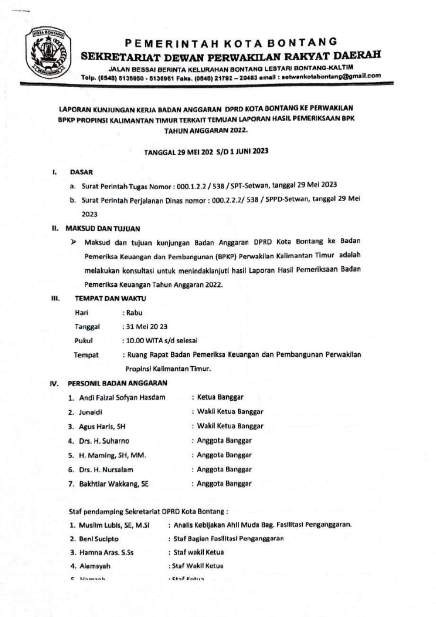 PEMERINTAH KOTA BONTANG
SEKRETARIAT DEWAN PERWAKILAN RAKYAT DAERAH
JALAN BESSAI BERINTA KELURAHAN BONTANG LESTARI BONTANG-KALTIM
Telp. (0548) 5136950 - 5136951 Faks. (0548) 21792 - 20483 email : setwankotabontang@gmail.com
LAPORAN KUNJUNGAN KERJA BADAN ANGGARAN DPRD KOTA BONTANG KE PERWAKILAN
BPKP PROPINSI KALIMANTAN TIMUR TERKAIT TEMUAN LAPORAN HASIL PEMERIKSAAN BPK
TAHUN ANGGARAN 2022.
TANGGAL 29 MEI 202 S/D 1 JUNI 2023
I. DASAR
a. Surat Perintah Tugas Nomor : 000.1.2.2 / 538 / SPT-Setwan, tanggal 29 Mei 2023
b. Surat Perintah Perjalanan Dinas nomor : 000.2.2.2/ 538 / SPPD-Setwan, tanggal 29 Mei
2023
II. MAKSUD DAN TUJUAN
➢ Maksud dan tujuan kunjungan Badan Anggaran DPRD Kota Bontang ke Badan
Pemeriksa Keuangan dan Pembangunan (BPKP) Perwakilan Kalimantan Timur adalah
melakukan konsultasi untuk menindaklanjuti hasil Laporan Hasil Pemeriksaan Badan
Pemeriksa Keuangan Tahun Anggaran 2022.
III. TEMPAT DAN WAKTU
Hari : Rabu
Tanggal : 31 Mei 20 23
Pukul : 10.00 WITA s/d selesai
Tempat : Ruang Rapat Badan Pemeriksa Keuangan dan Pembangunan Perwakilan
Propinsi Kalimantan Timur.
IV. PERSONIL BADAN ANGGARAN
1. Andi Faizal Sofyan Hasdam : Ketua Banggar
2. Junaidi : Wakil Ketua Banggar
3. Agus Haris, SH : Wakil Ketua Banggar
4. Drs. H. Suharno : Anggota Banggar
5. H. Maming, SH, MM. : Anggota Banggar
6. Drs. H. Nursalam : Anggota Banggar
7. Bakhtiar Wakkang, SE : Anggota Banggar
Staf pendamping Sekretariat DPRD Kota Bontang :
1. Muslim Lubis, SE, M.Si : Analis Kebijakan Ahli Muda Bag. Fasilitasi Penganggaran.
2. Beni Sucipto : Staf Bagian Fasilitasi Penganggaran
3. Hamna Aras. S.Ss : Staf wakil Ketua
4. Alamsyah : Staf Wakil Ketua
: Staf Ketua